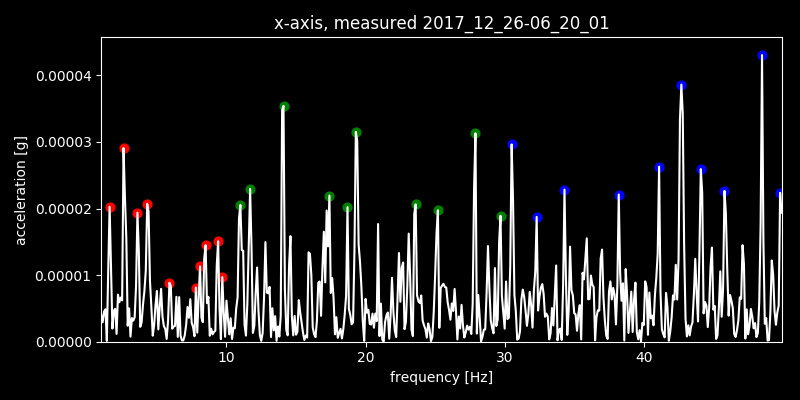 x-axis, measured 2017_12_26-06_20_01
0.00004
0.00003
0.00002
0.00001
0.00000
acceleration [g]
10 20 30 40
frequency [Hz]